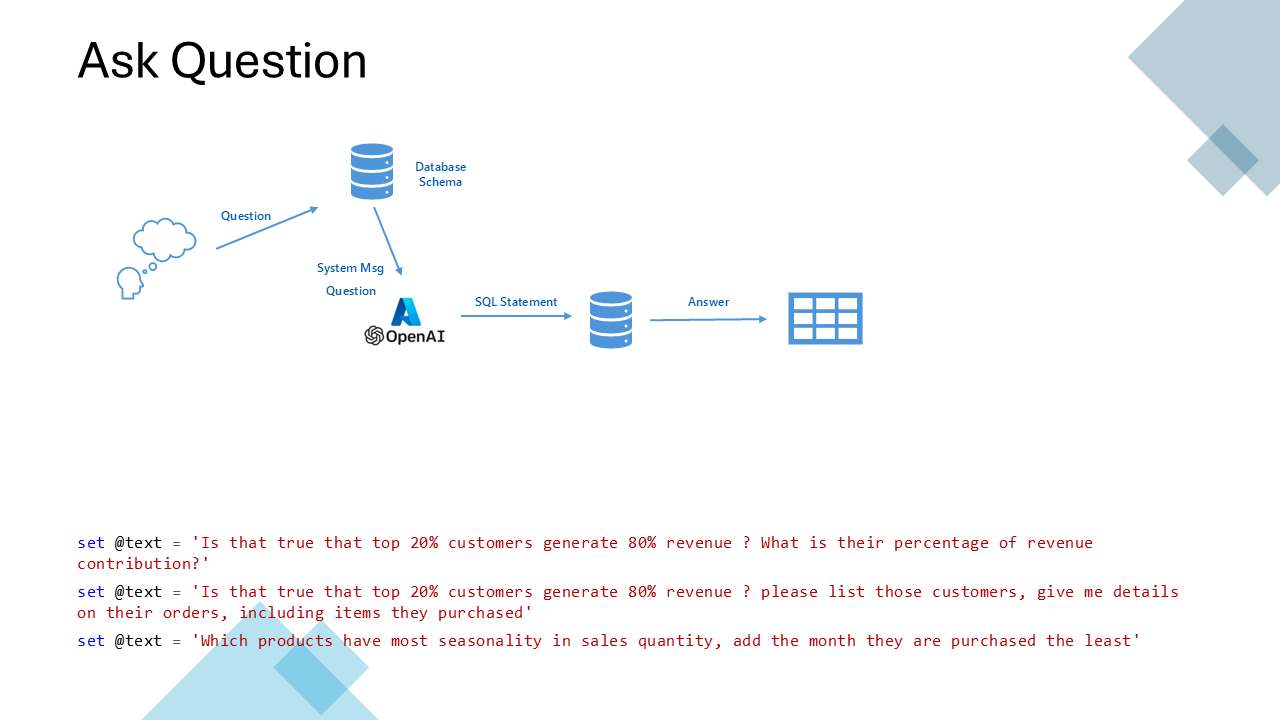 Ask Question
Database
Schema
Question
System Msg
Question
OpenAI
SQL Statement
Answer
set @text = 'Is that true that top 20% customers generate 80% revenue ? What is their percentage of revenue
contribution?'
set @text = 'Is that true that top 20% customers generate 80% revenue ? please list those customers, give me details
on their orders, including items they purchased'
set @text = 'Which products have most seasonality in sales quantity, add the month they are purchased the least'